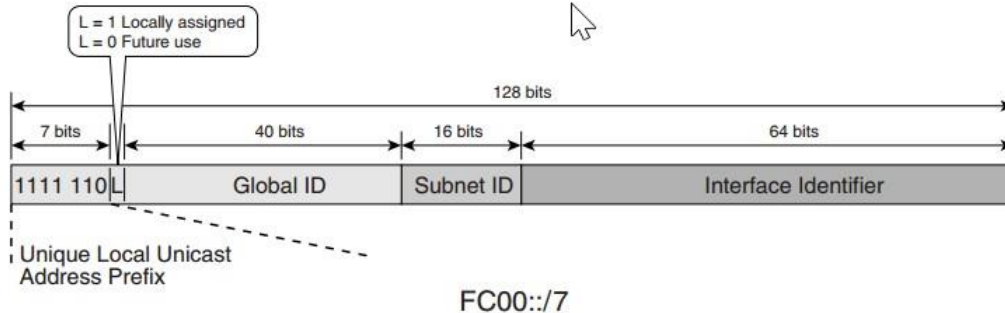 L = 1 Locally assigned
L = 0 Future use
128 bits
7 bits
40 bits
16 bits
64 bits
1111 110
L
Global ID
Subnet ID
Interface Identifier
Unique Local Unicast
Address Prefix
FC00::/7